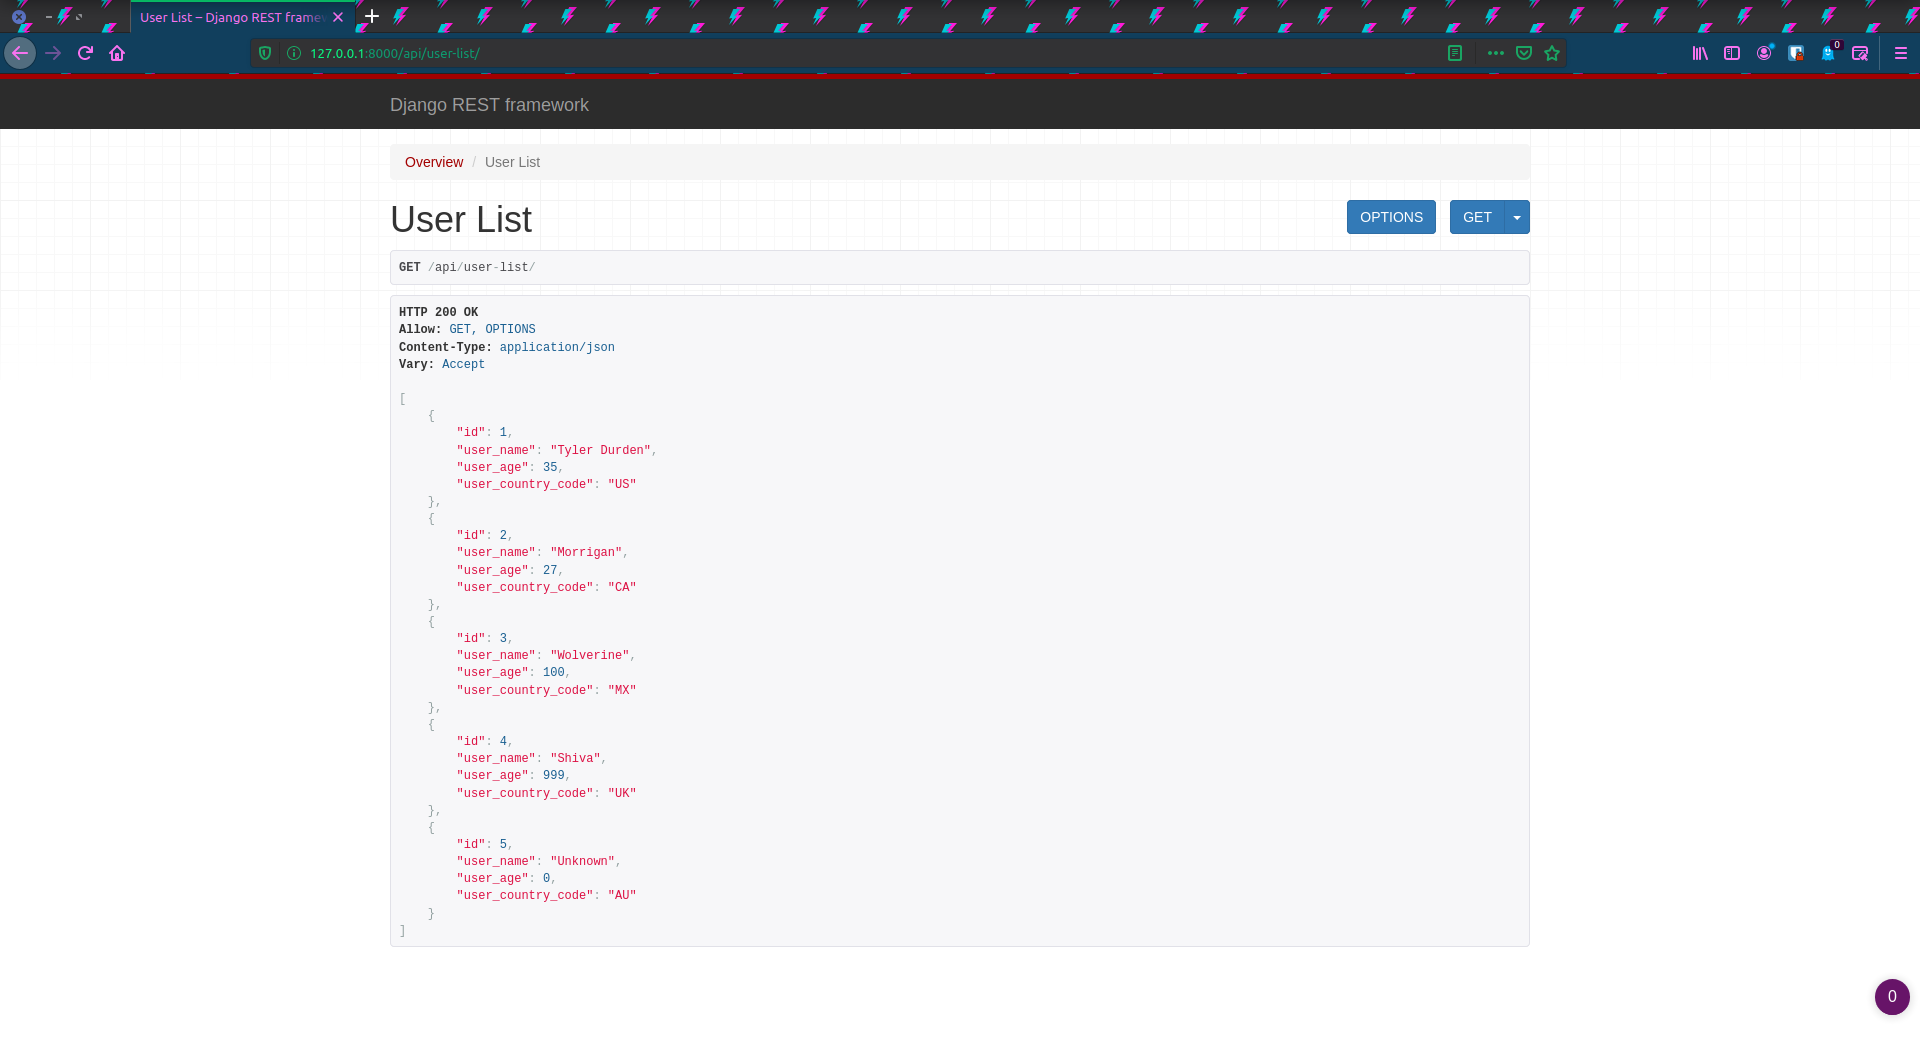 User List – Django REST framew
127.0.0.1:8000/api/user-list/
0
Django REST framework
Overview / User List
User List
OPTIONS GET
GET /api/user-list/
HTTP 200 OK
Allow: GET, OPTIONS
Content-Type: application/json
Vary: Accept
[
    {
        "id": 1,
        "user_name": "Tyler Durden",
        "user_age": 35,
        "user_country_code": "US"
    },
    {
        "id": 2,
        "user_name": "Morrigan",
        "user_age": 27,
        "user_country_code": "CA"
    },
    {
        "id": 3,
        "user_name": "Wolverine",
        "user_age": 100,
        "user_country_code": "MX"
    },
    {
        "id": 4,
        "user_name": "Shiva",
        "user_age": 999,
        "user_country_code": "UK"
    },
    {
        "id": 5,
        "user_name": "Unknown",
        "user_age": 0,
        "user_country_code": "AU"
    }
]
0